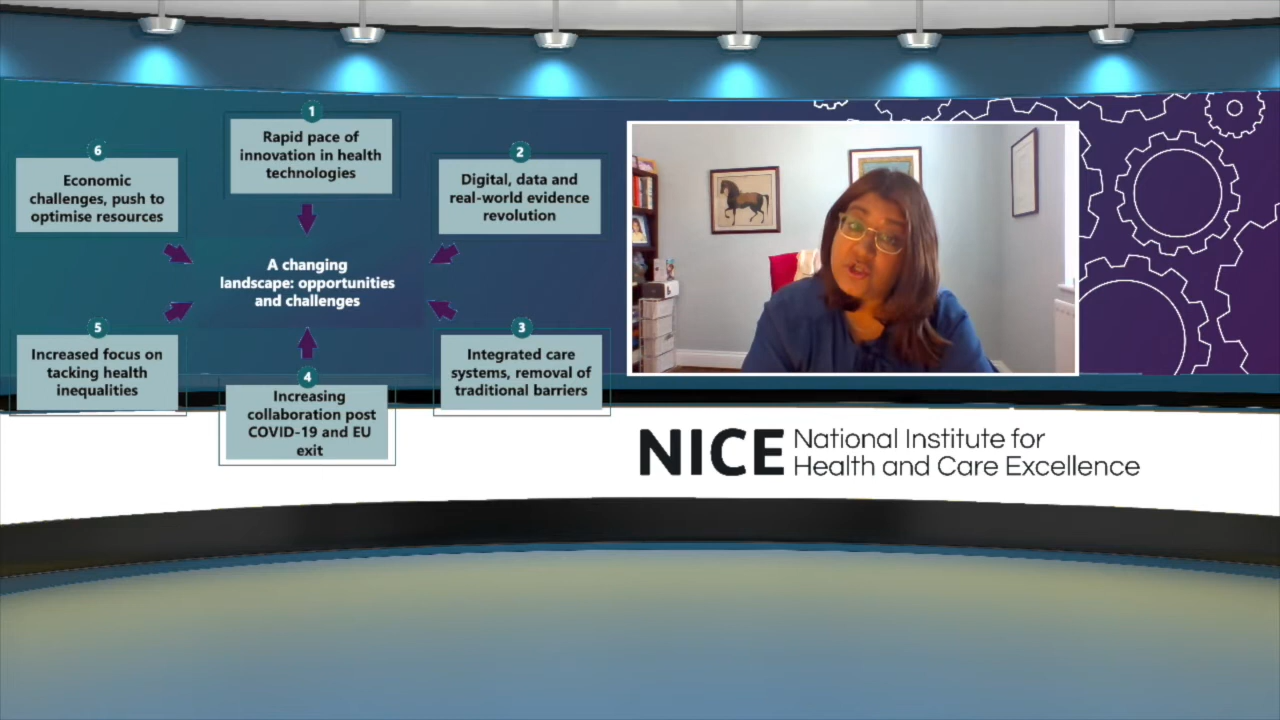 1
Rapid pace of
innovation in health
technologies
2
Digital, data and
real-world evidence
revolution
3
Integrated care
systems, removal of
traditional barriers
4
Increasing
collaboration post
COVID-19 and EU
exit
5
Increased focus on
tacking health
inequalities
6
Economic
challenges, push to
optimise resources
A changing
landscape: opportunities
and challenges
NICE National Institute for
Health and Care Excellence